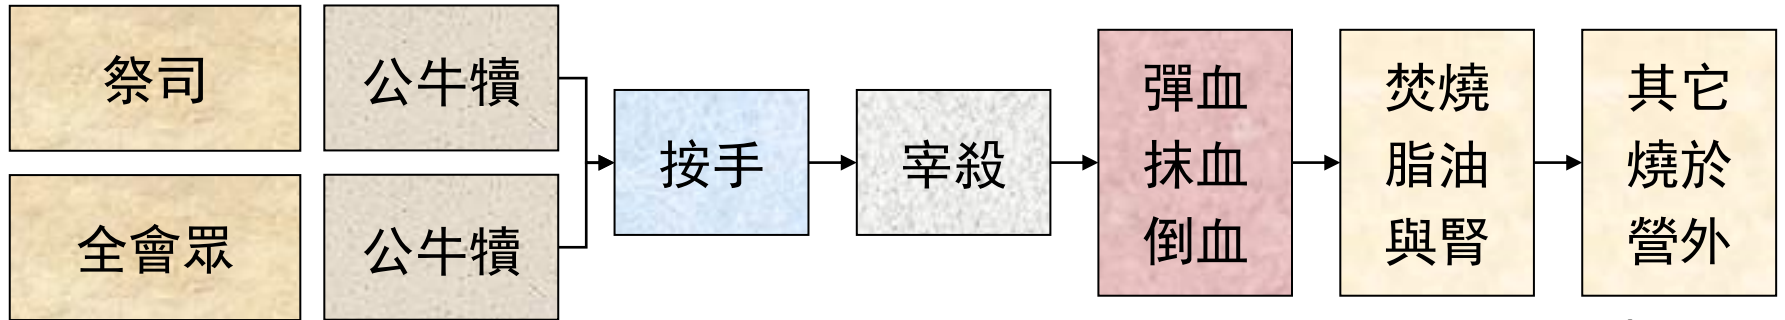 祭司
公牛犢
全會眾
公牛犢
按手
宰殺
彈血
抹血
倒血
焚燒
脂油
與腎
其它
燒於
營外